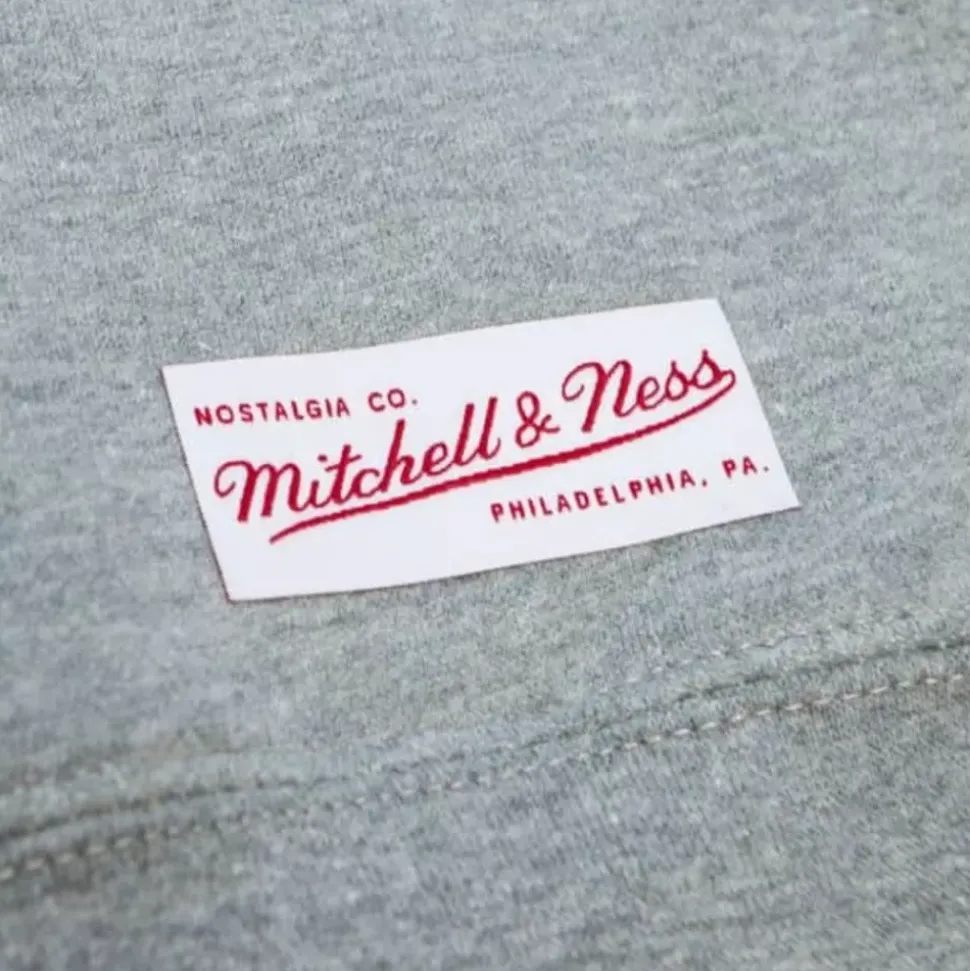 NOSTALGIA CO.
Mitchell & Ness
PHILADELPHIA, PA.